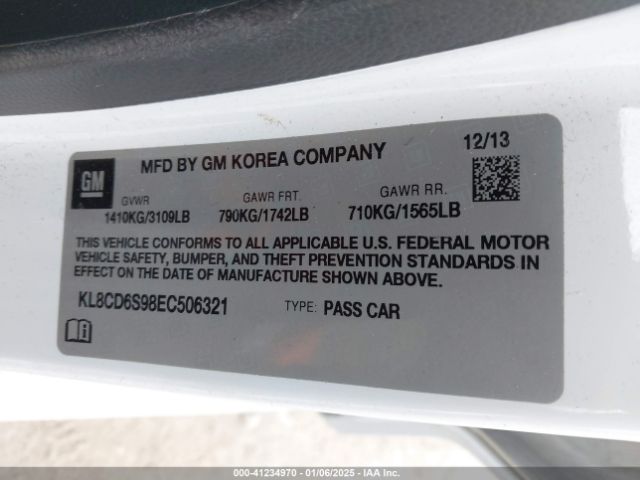 GM
MFD BY GM KOREA COMPANY
12/13
GVWR GAWR FRT. GAWR RR.
1410KG/3109LB 790KG/1742LB 710KG/1565LB
THIS VEHICLE CONFORMS TO ALL APPLICABLE U.S. FEDERAL MOTOR
VEHICLE SAFETY, BUMPER, AND THEFT PREVENTION STANDARDS IN
EFFECT ON THE DATE OF MANUFACTURE SHOWN ABOVE.
KL8CD6S98EC506321 TYPE: PASS CAR
000-41234970 | 01/06/2025 - IAAI.COM